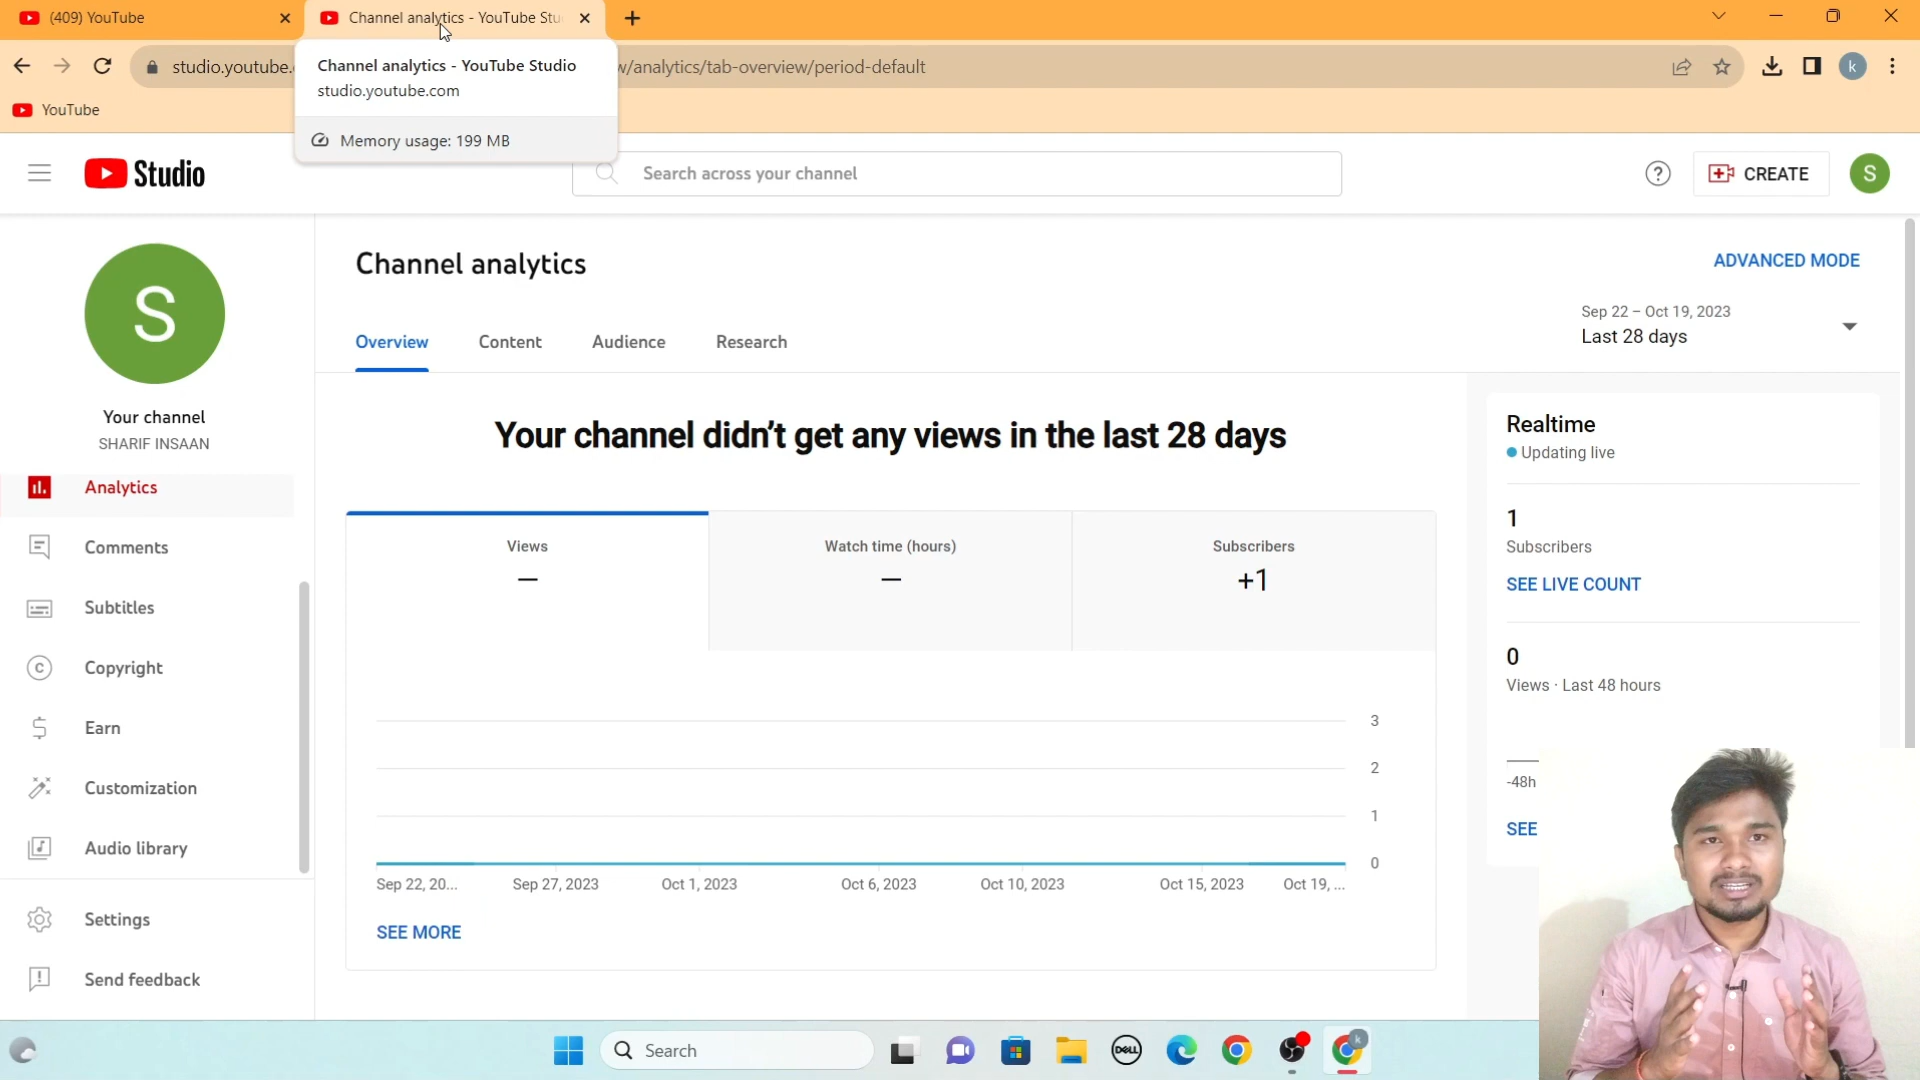 (409) YouTube
Channel analytics - YouTube Stu
studio.youtube.
w/analytics/tab-overview/period-default
k
Channel analytics - YouTube Studio
studio.youtube.com
YouTube
Memory usage: 199 MB
Studio
Search across your channel
?
CREATE
S
S
Your channel
SHARIF INSAAN
Analytics
Comments
Subtitles
Copyright
Earn
Customization
Audio library
Settings
Send feedback
Channel analytics
ADVANCED MODE
Sep 22 – Oct 19, 2023
Last 28 days
Overview
Content
Audience
Research
Your channel didn't get any views in the last 28 days
Views
—
Watch time (hours)
—
Subscribers
+1
3
2
1
0
Sep 22, 20...
Sep 27, 2023
Oct 1, 2023
Oct 6, 2023
Oct 10, 2023
Oct 15, 2023
Oct 19, ...
SEE MORE
Realtime
Updating live
1
Subscribers
SEE LIVE COUNT
0
Views · Last 48 hours
-48h
SEE
Search
DELL
k